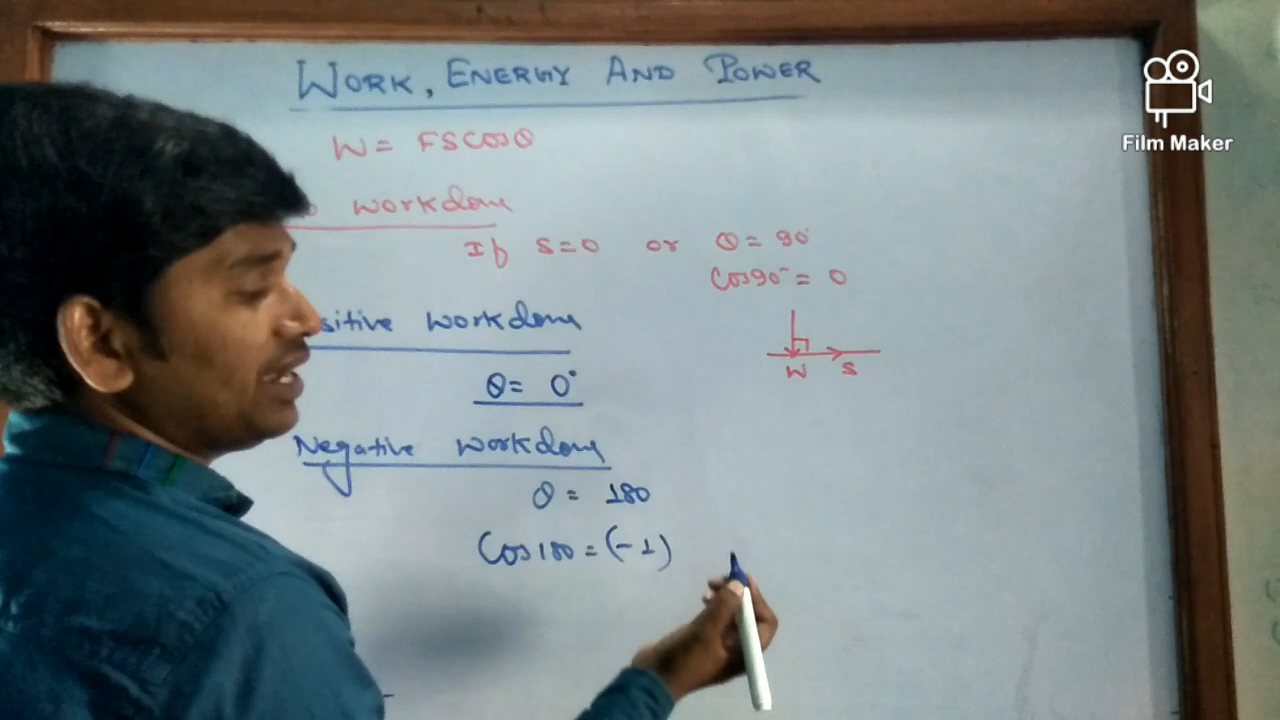 WORK, ENERGY AND POWER
W = FSCosθ
workdone
If S=0 or θ = 90°
Cos90° = 0
sitive workdone
W S
θ = 0°
Negative workdone
θ = 180
Cos180 = (-1)
Film Maker